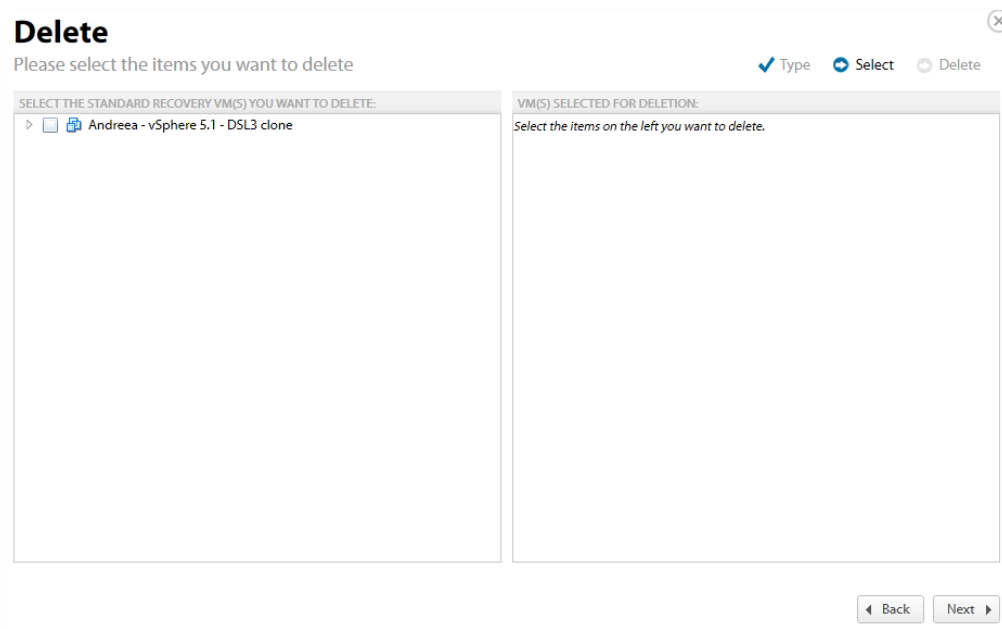 Delete
Please select the items you want to delete
Type Select Delete
SELECT THE STANDARD RECOVERY VM(S) YOU WANT TO DELETE:
Andreea - vSphere 5.1 - DSL3 clone
VM(S) SELECTED FOR DELETION:
Select the items on the left you want to delete.
Back Next